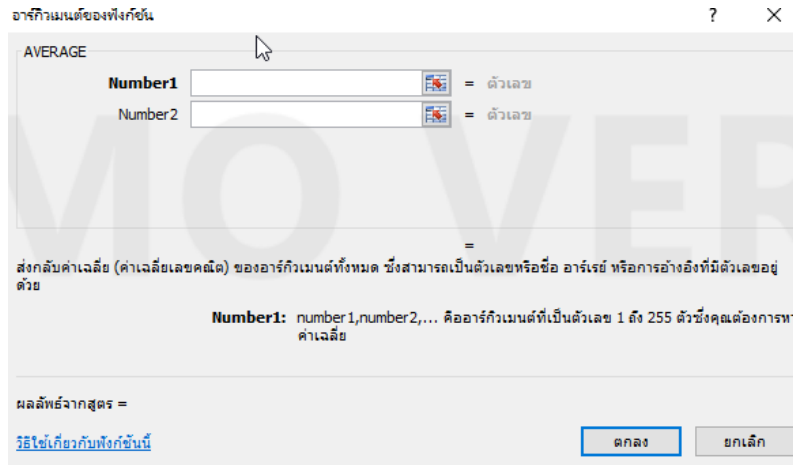 อาร์กิวเมนต์ของฟังก์ชัน ?
AVERAGE
Number1 = ตัวเลข
Number2 = ตัวเลข
MO VER
=
ส่งกลับค่าเฉลี่ย (ค่าเฉลี่ยเลขคณิต) ของอาร์กิวเมนต์ทั้งหมด ซึ่งสามารถเป็นตัวเลขหรือชื่อ อาร์เรย์ หรือการอ้างอิงที่มีตัวเลขอยู่
ด้วย
Number1: number1,number2,... คืออาร์กิวเมนต์ที่เป็นตัวเลข 1 ถึง 255 ตัวซึ่งคุณต้องการหา
ค่าเฉลี่ย
ผลลัพธ์จากสูตร =
วิธีใช้เกี่ยวกับฟังก์ชันนี้ ตกลง ยกเลิก